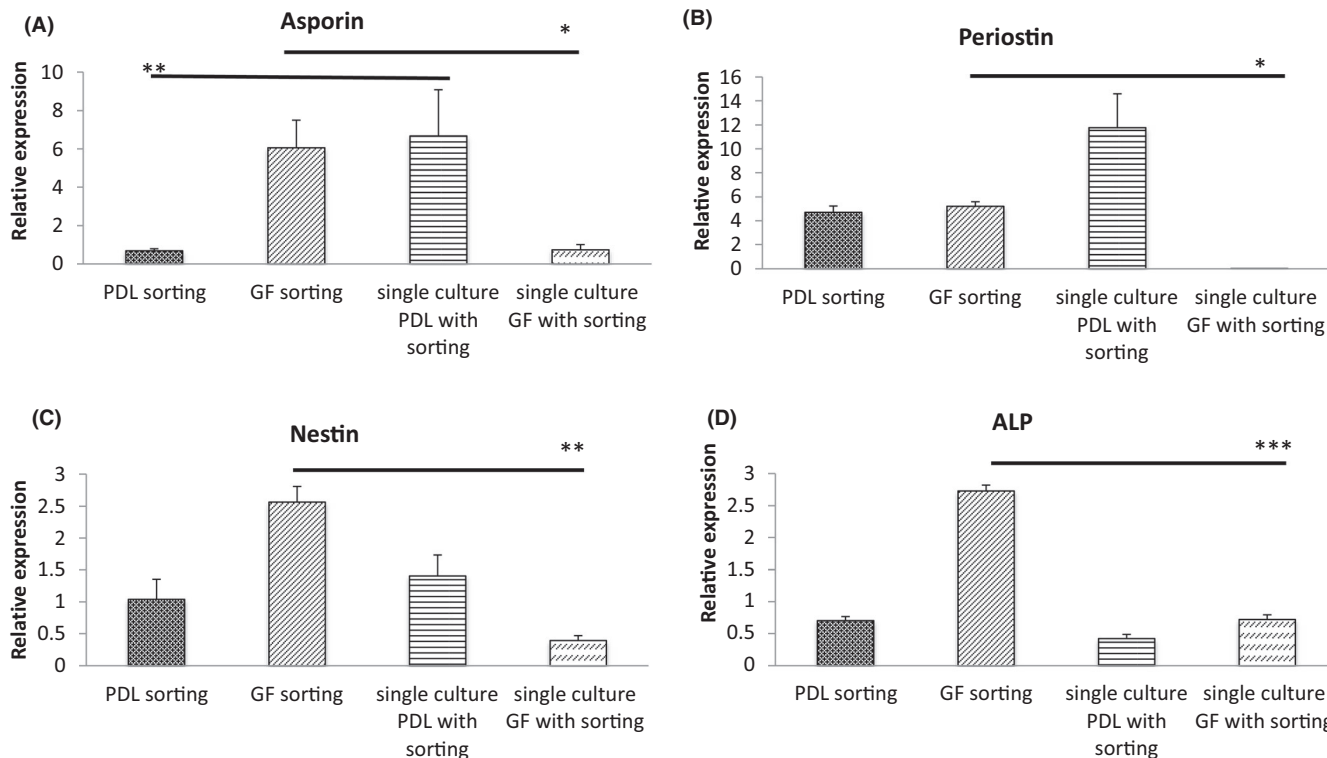 (A)
Asporin
*
**
Relative expression
10
8
6
4
2
0
PDL sorting
GF sorting
single culture
PDL with
sorting
single culture
GF with sorting
(B)
Periostin
*
Relative expression
16
14
12
10
8
6
4
2
0
PDL sorting
GF sorting
single culture
PDL with
sorting
single culture
GF with sorting
(C)
Nestin
**
Relative expression
3
2.5
2
1.5
1
0.5
0
PDL sorting
GF sorting
single culture
PDL with
sorting
single culture
GF with sorting
(D)
ALP
***
Relative expression
3
2.5
2
1.5
1
0.5
0
PDL sorting
GF sorting
single culture
PDL with
sorting
single culture
GF with sorting